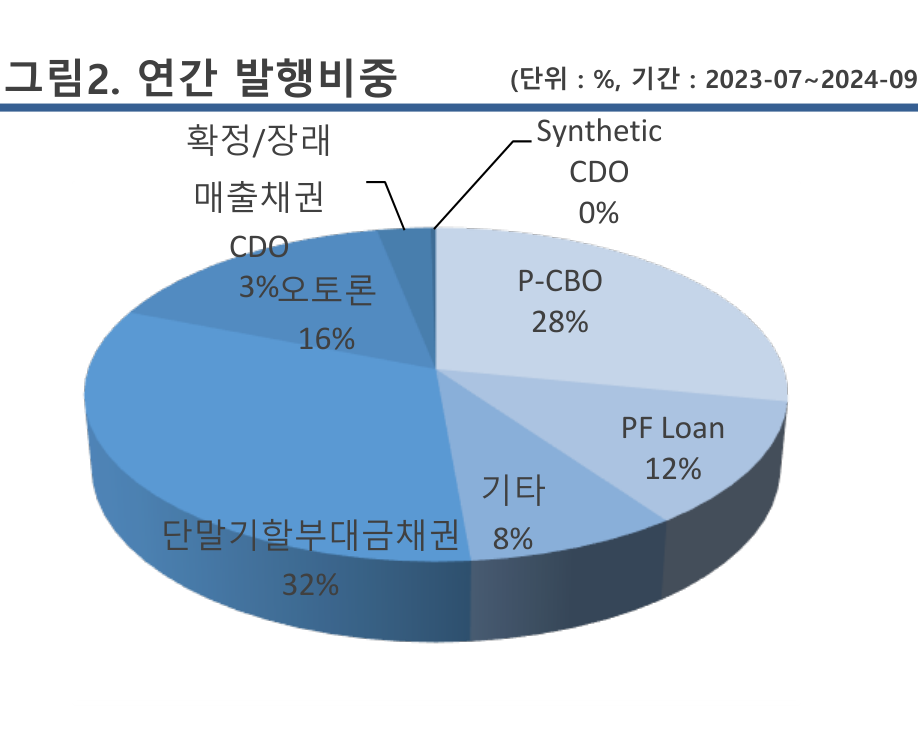 그림2. 연간 발행비중
(단위 : %, 기간 : 2023-07~2024-09
확정/장래
매출채권
CDO
3%
Synthetic
CDO
0%
P-CBO
28%
오토론
16%
PF Loan
12%
기타
8%
단말기할부대금채권
32%